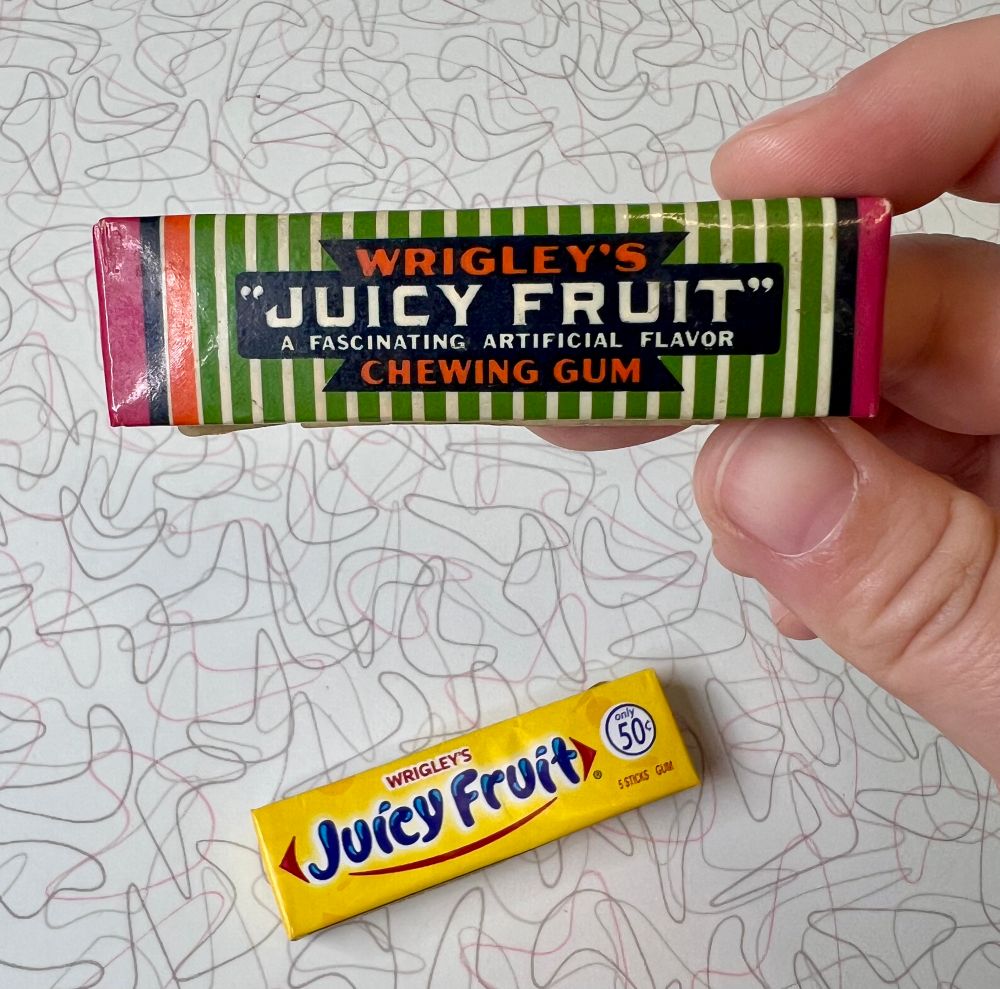 WRIGLEY'S
"JUICY FRUIT"
A FASCINATING ARTIFICIAL FLAVOR
CHEWING GUM
WRIGLEY'S
Juicy Fruit®
only
50¢
5 STICKS GUM